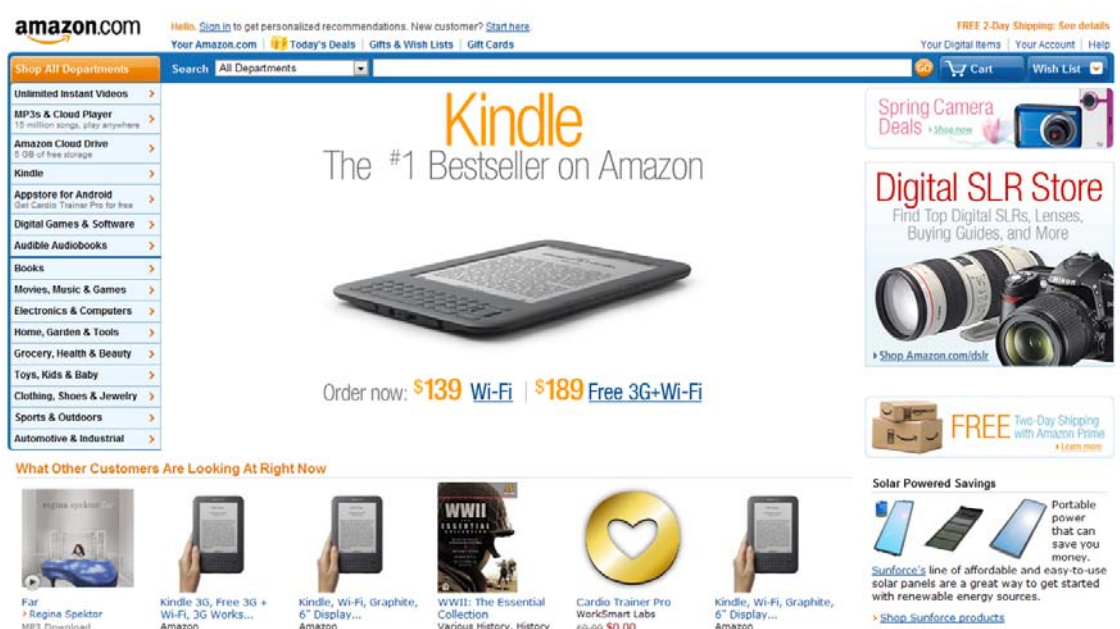 amazon.com
Hello. Sign in to get personalized recommendations. New customer? Start here.
FREE 2-Day Shipping: See details
Your Amazon.com | Today's Deals | Gifts & Wish Lists | Gift Cards
Your Digital Items | Your Account | Help
Shop All Departments
Search All Departments
GO
Cart
Wish List
Unlimited Instant Videos
MP3s & Cloud Player
15 million songs, play anywhere
Amazon Cloud Drive
5 GB of free storage
Kindle
Appstore for Android
Get Cardio Trainer Pro for free
Digital Games & Software
Audible Audiobooks
Books
Movies, Music & Games
Electronics & Computers
Home, Garden & Tools
Grocery, Health & Beauty
Toys, Kids & Baby
Clothing, Shoes & Jewelry
Sports & Outdoors
Automotive & Industrial
Kindle
The #1 Bestseller on Amazon
Order now: $139 Wi-Fi | $189 Free 3G+Wi-Fi
Spring Camera
Deals Shop now
Digital SLR Store
Find Top Digital SLRs, Lenses,
Buying Guides, and More
Nikon
Shop Amazon.com/dslr
FREE Two-Day Shipping
with Amazon Prime
Learn more
What Other Customers Are Looking At Right Now
regina spektor far
Far
Regina Spektor
MP3 Download
Kindle 3G, Free 3G +
Wi-Fi, 3G Works...
Amazon
Kindle, Wi-Fi, Graphite,
6" Display...
Amazon
WWII
ESSENTIAL
WWII: The Essential
Collection
Various History, History
Cardio Trainer Pro
WorkSmart Labs
$0.00
Kindle, Wi-Fi, Graphite,
6" Display...
Amazon
Solar Powered Savings
Portable
power
that can
save you
money.
Sunforce's line of affordable and easy-to-use
solar panels are a great way to get started
with renewable energy sources.
Shop Sunforce products